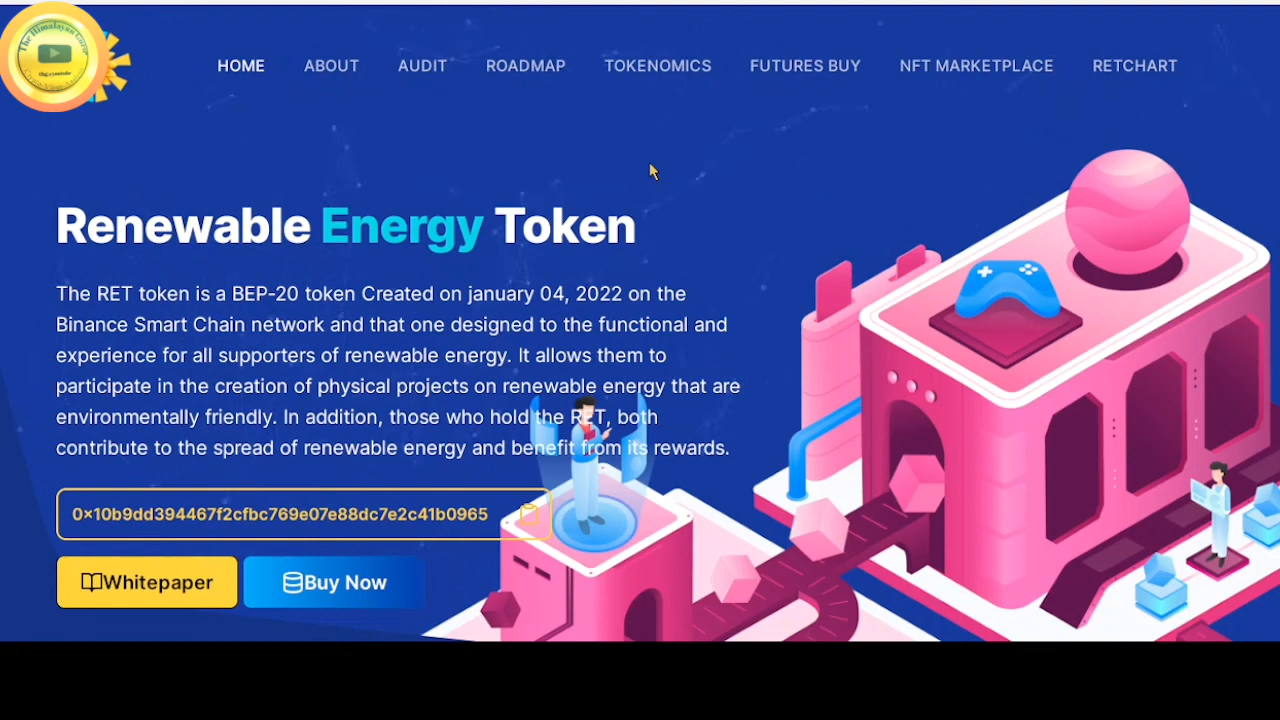 The Himalayan Guru
HOME ABOUT AUDIT ROADMAP TOKENOMICS FUTURES BUY NFT MARKETPLACE RETCHART
Renewable Energy Token
The RET token is a BEP-20 token Created on january 04, 2022 on the
Binance Smart Chain network and that one designed to the functional and
experience for all supporters of renewable energy. It allows them to
participate in the creation of physical projects on renewable energy that are
environmentally friendly. In addition, those who hold the RET, both
contribute to the spread of renewable energy and benefit from its rewards.
0x10b9dd394467f2cfbc769e07e88dc7e2c41b0965
Whitepaper Buy Now